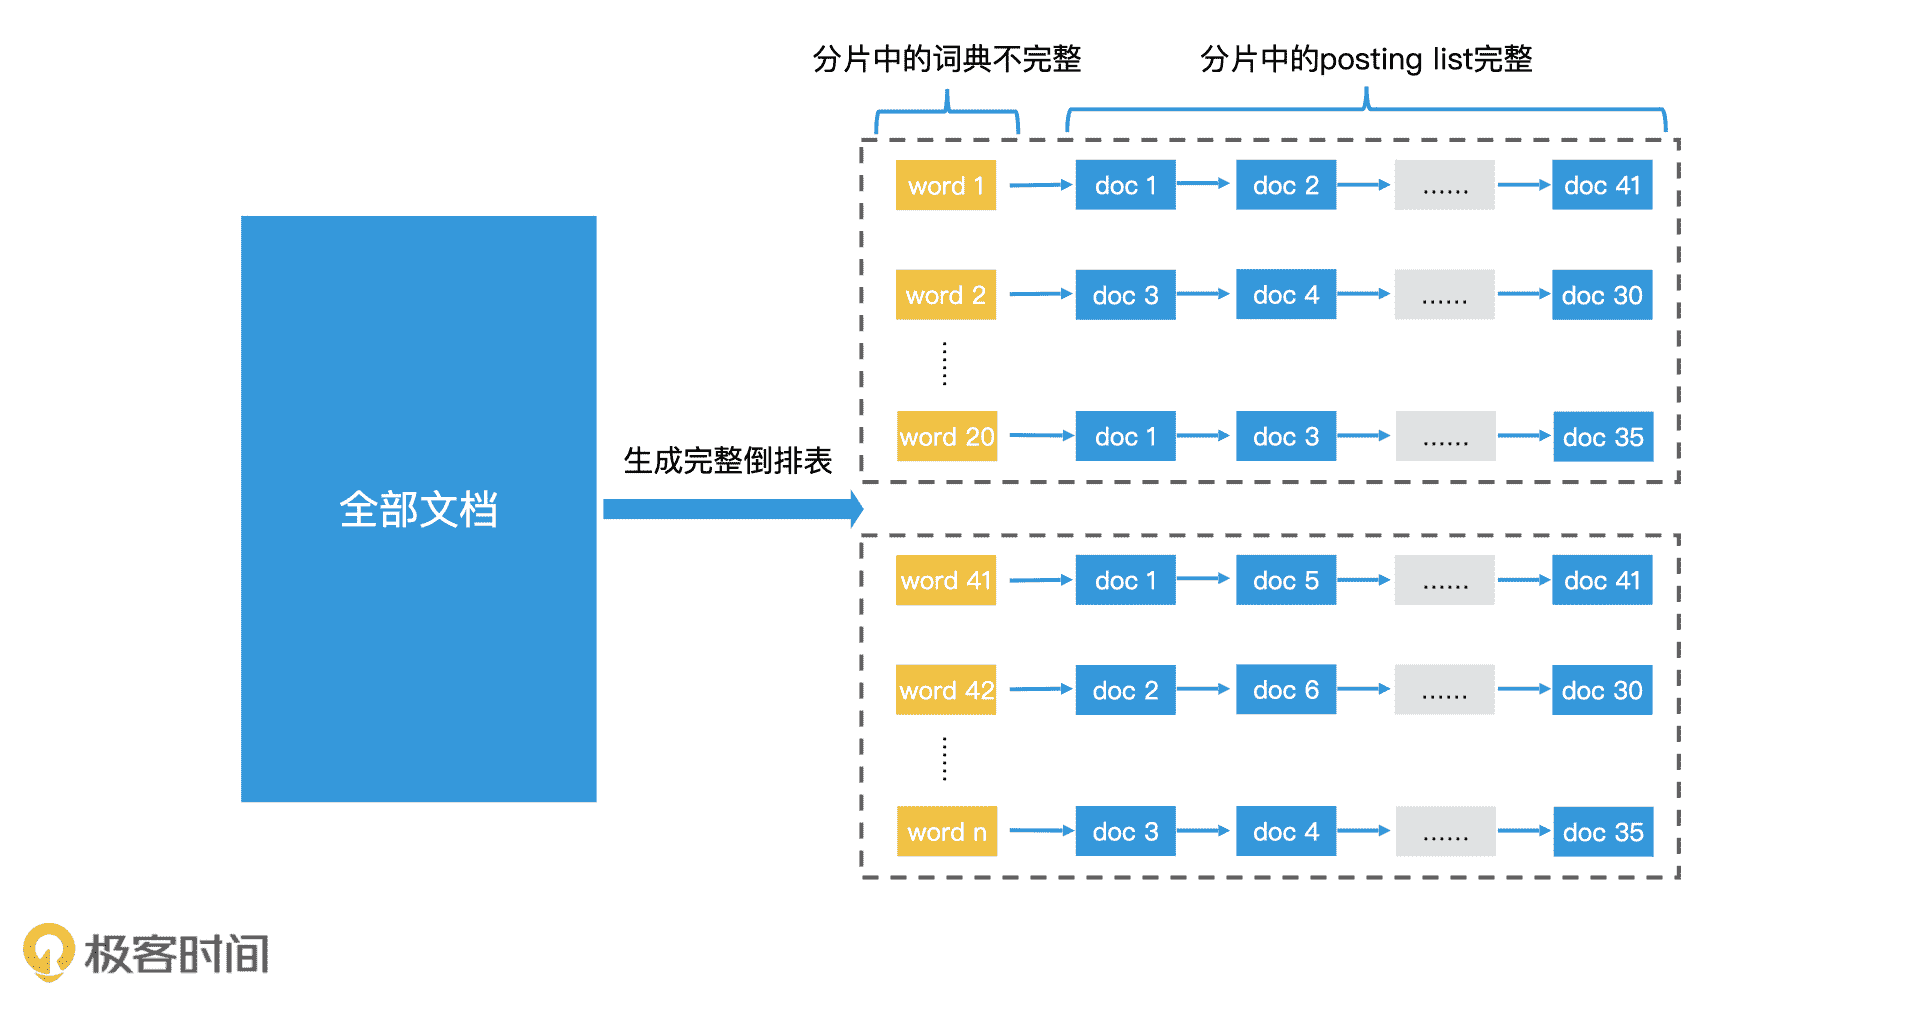 分片中的词典不完整
分片中的posting list完整
word 1
doc 1
doc 2
......
doc 41
word 2
doc 3
doc 4
......
doc 30
word 20
doc 1
doc 3
......
doc 35
生成完整倒排表
全部文档
word 41
doc 1
doc 5
......
doc 41
word 42
doc 2
doc 6
......
doc 30
word n
doc 3
doc 4
......
doc 35
极客时间